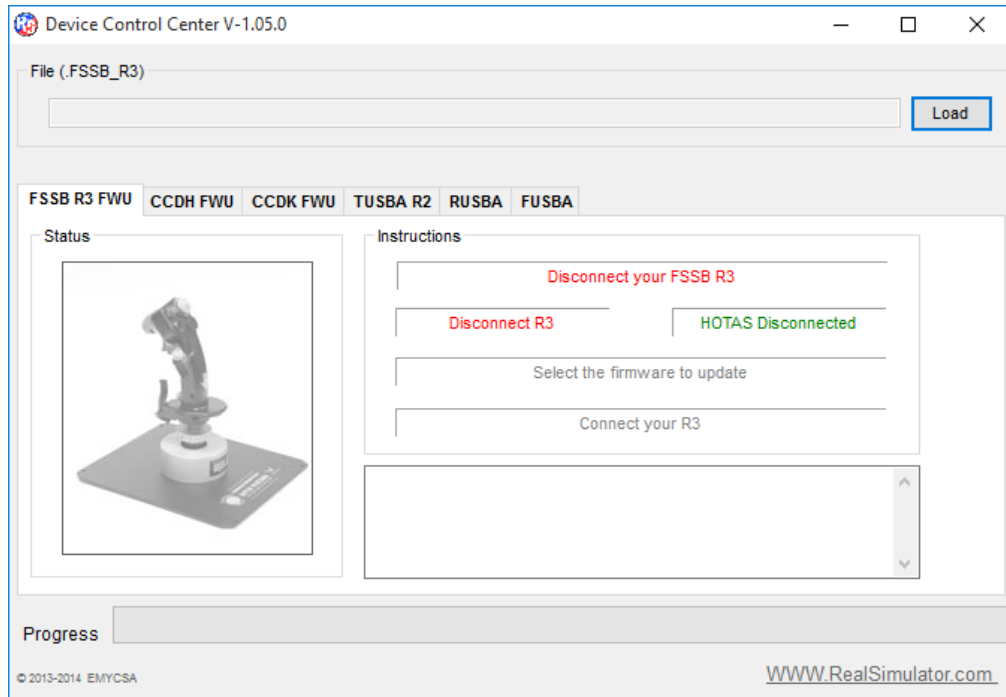 Device Control Center V-1.05.0
File (.FSSB_R3)
Load
FSSB R3 FWU CCDH FWU CCDK FWU TUSBA R2 RUSBA FUSBA
Status
Instructions
Disconnect your FSSB R3
Disconnect R3 HOTAS Disconnected
Select the firmware to update
Connect your R3
Progress
© 2013-2014 EMYCSA
WWW.RealSimulator.com